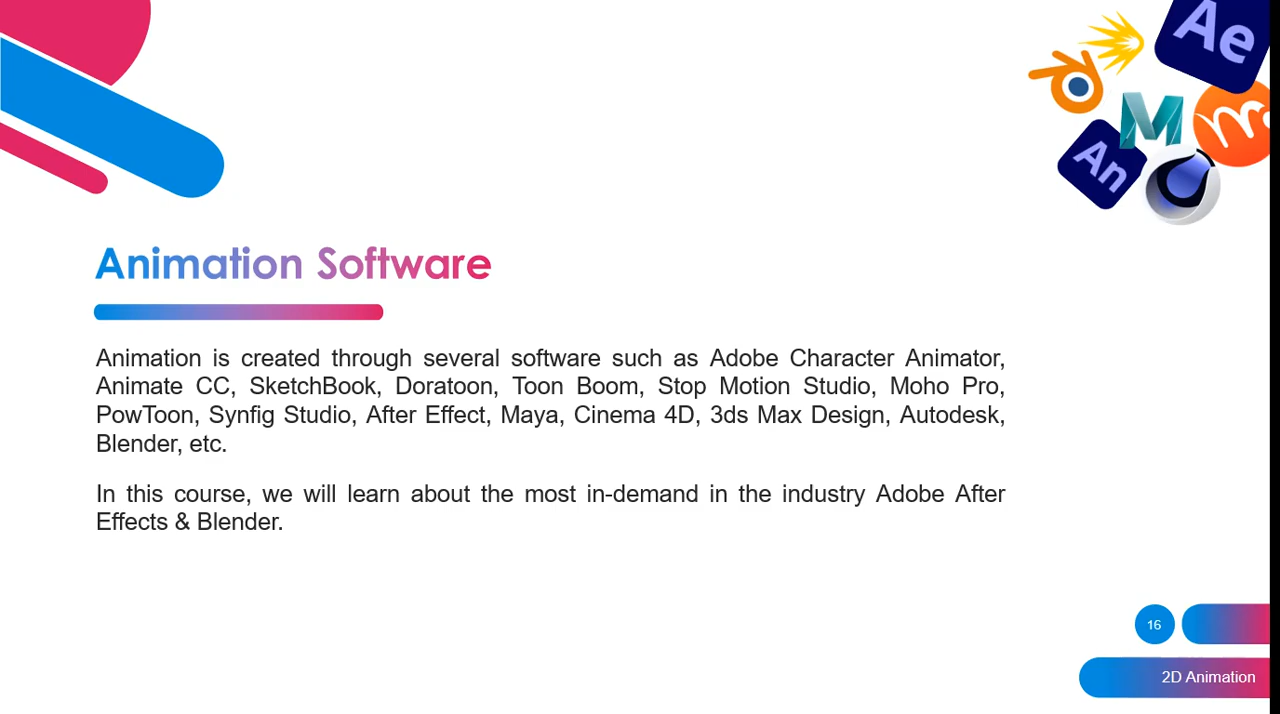 Ae
An
Animation Software
Animation is created through several software such as Adobe Character Animator,
Animate CC, SketchBook, Doratoon, Toon Boom, Stop Motion Studio, Moho Pro,
PowToon, Synfig Studio, After Effect, Maya, Cinema 4D, 3ds Max Design, Autodesk,
Blender, etc.
In this course, we will learn about the most in-demand in the industry Adobe After
Effects & Blender.
16
2D Animation